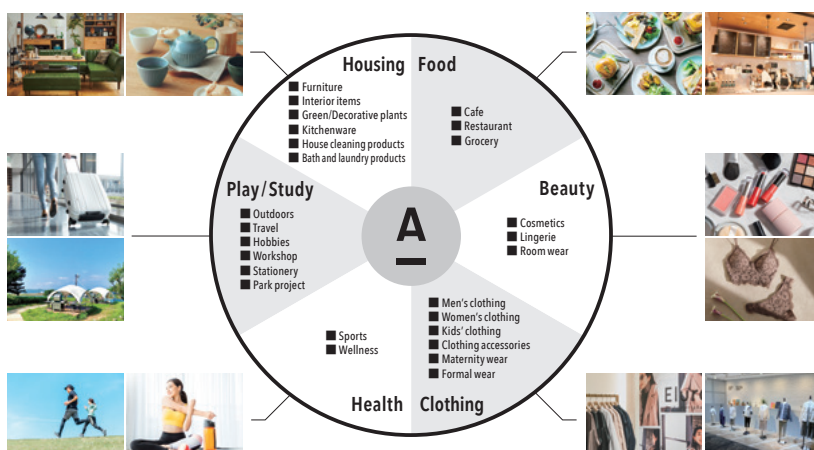 Housing
■ Furniture
■ Interior items
■ Green/Decorative plants
■ Kitchenware
■ House cleaning products
■ Bath and laundry products
Food
■ Cafe
■ Restaurant
■ Grocery
Play/Study
■ Outdoors
■ Travel
■ Hobbies
■ Workshop
■ Stationery
■ Park project
A
Beauty
■ Cosmetics
■ Lingerie
■ Room wear
■ Sports
■ Wellness
Health
■ Men's clothing
■ Women's clothing
■ Kids' clothing
■ Clothing accessories
■ Maternity wear
■ Formal wear
Clothing